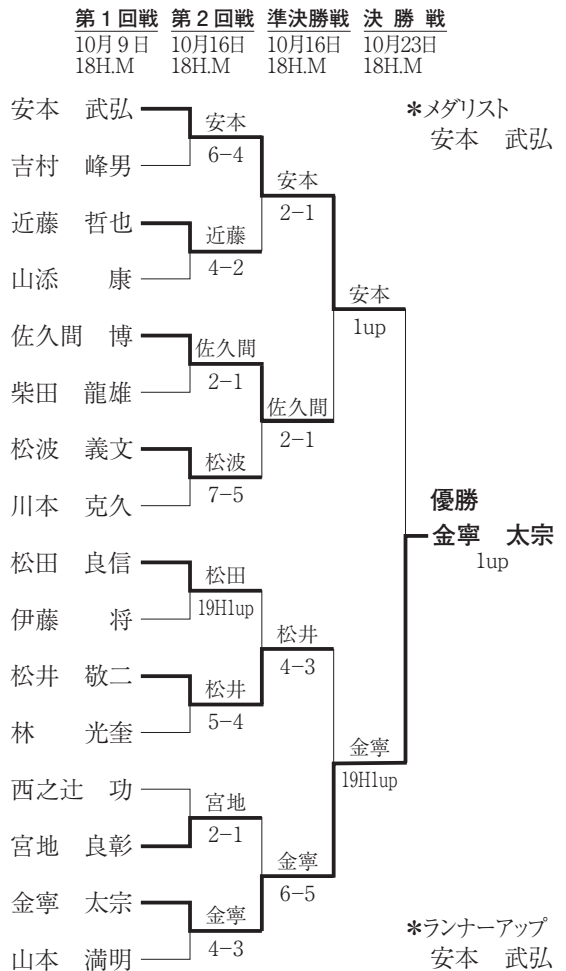 第１回戦 第２回戦 準決勝戦 決勝戦
10月９日 10月16日 10月16日 10月23日
18H.M 18H.M 18H.M 18H.M
*メダリスト
安本　武弘
安本　武弘
安本
6−4
吉村　峰男
安本
2−1
近藤　哲也
近藤
4−2
山添　康
安本
1up
佐久間　博
佐久間
2−1
柴田　龍雄
佐久間
2−1
松波　義文
松波
7−5
川本　克久
優勝
金寧　太宗
1up
松田　良信
松田
19H1up
伊藤　将
松井
4−3
松井　敬二
松井
5−4
林　光奎
金寧
19H1up
西之辻　功
宮地
2−1
宮地　良彰
金寧
6−5
金寧　太宗
金寧
4−3
山本　満明
*ランナーアップ
安本　武弘